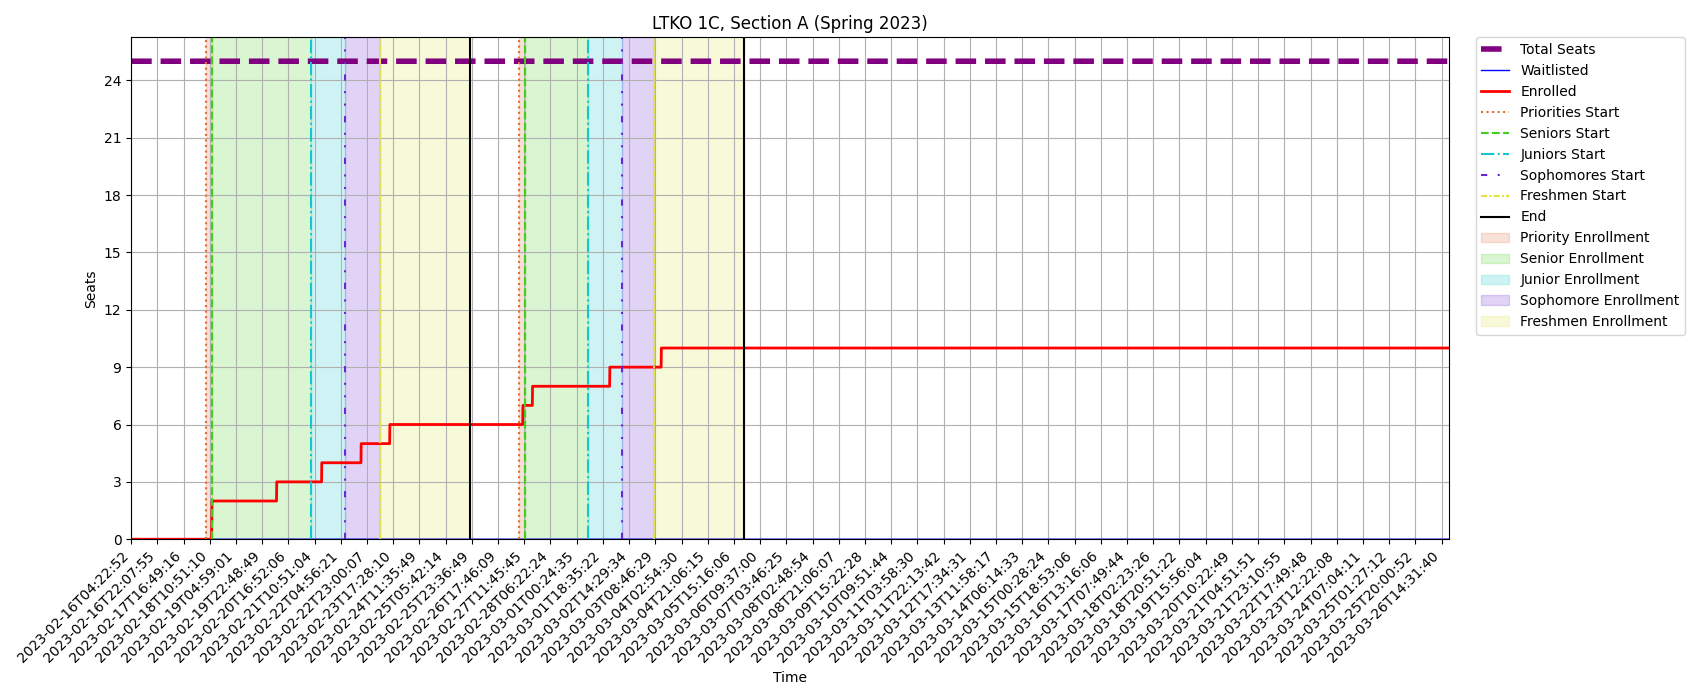 LTKO 1C, Section A (Spring 2023)
Seats
24
21
18
15
12
9
6
3
0
2023-02-16T04:22:52
2023-02-16T22:07:55
2023-02-17T16:49:16
2023-02-18T10:51:10
2023-02-19T04:59:01
2023-02-19T22:48:49
2023-02-20T16:52:06
2023-02-21T10:51:04
2023-02-22T04:56:21
2023-02-22T23:00:07
2023-02-23T17:28:10
2023-02-24T11:35:49
2023-02-25T05:42:14
2023-02-25T23:36:49
2023-02-26T17:46:09
2023-02-27T11:45:45
2023-02-28T06:22:24
2023-03-01T00:24:35
2023-03-01T18:35:22
2023-03-02T14:29:34
2023-03-03T08:46:29
2023-03-04T02:54:30
2023-03-04T21:06:15
2023-03-05T15:16:06
2023-03-06T09:37:00
2023-03-07T03:46:25
2023-03-08T02:48:54
2023-03-08T21:06:07
2023-03-09T15:22:28
2023-03-10T09:51:44
2023-03-11T03:58:30
2023-03-11T22:13:42
2023-03-12T17:34:31
2023-03-13T11:58:17
2023-03-14T06:14:33
2023-03-15T00:28:24
2023-03-15T18:53:06
2023-03-16T13:16:06
2023-03-17T07:49:44
2023-03-18T02:23:26
2023-03-18T20:51:22
2023-03-19T15:56:04
2023-03-20T10:22:49
2023-03-21T04:51:51
2023-03-21T23:10:55
2023-03-22T17:49:48
2023-03-23T12:22:08
2023-03-24T07:04:11
2023-03-25T01:27:12
2023-03-25T20:00:52
2023-03-26T14:31:40
Time
Total Seats
Waitlisted
Enrolled
Priorities Start
Seniors Start
Juniors Start
Sophomores Start
Freshmen Start
End
Priority Enrollment
Senior Enrollment
Junior Enrollment
Sophomore Enrollment
Freshmen Enrollment